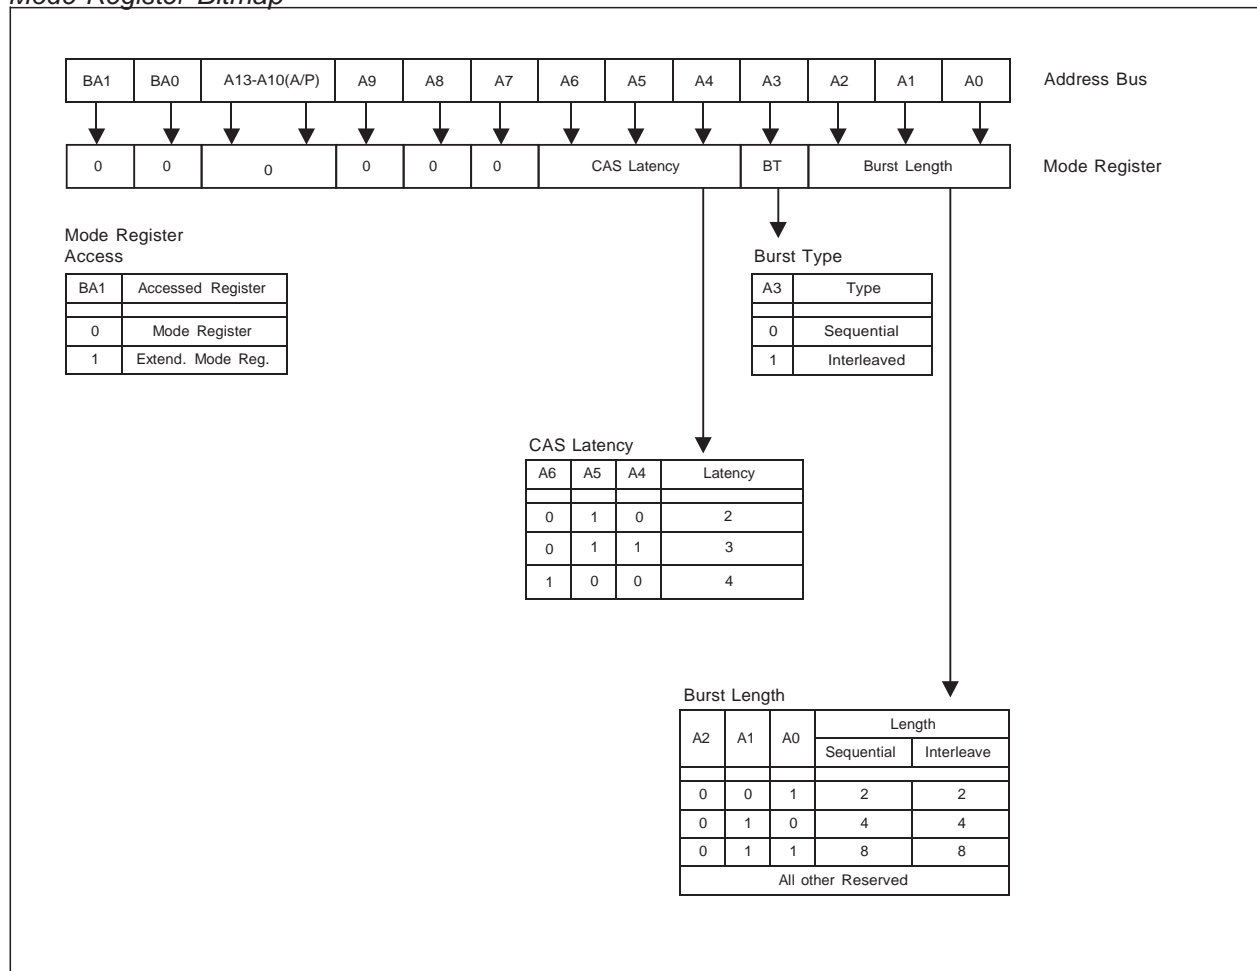 Mode Register Bitmap
BA1 BA0 A13-A10(A/P) A9 A8 A7 A6 A5 A4 A3 A2 A1 A0 Address Bus
0 0 0 0 0 0 CAS Latency BT Burst Length Mode Register
Mode Register
Access
BA1 Accessed Register
0 Mode Register
1 Extend. Mode Reg.
Burst Type
A3 Type
0 Sequential
1 Interleaved
CAS Latency
A6 A5 A4 Latency
0 1 0 2
0 1 1 3
1 0 0 4
Burst Length
A2 A1 A0 Length
Sequential Interleave
0 0 1 2 2
0 1 0 4 4
0 1 1 8 8
All other Reserved